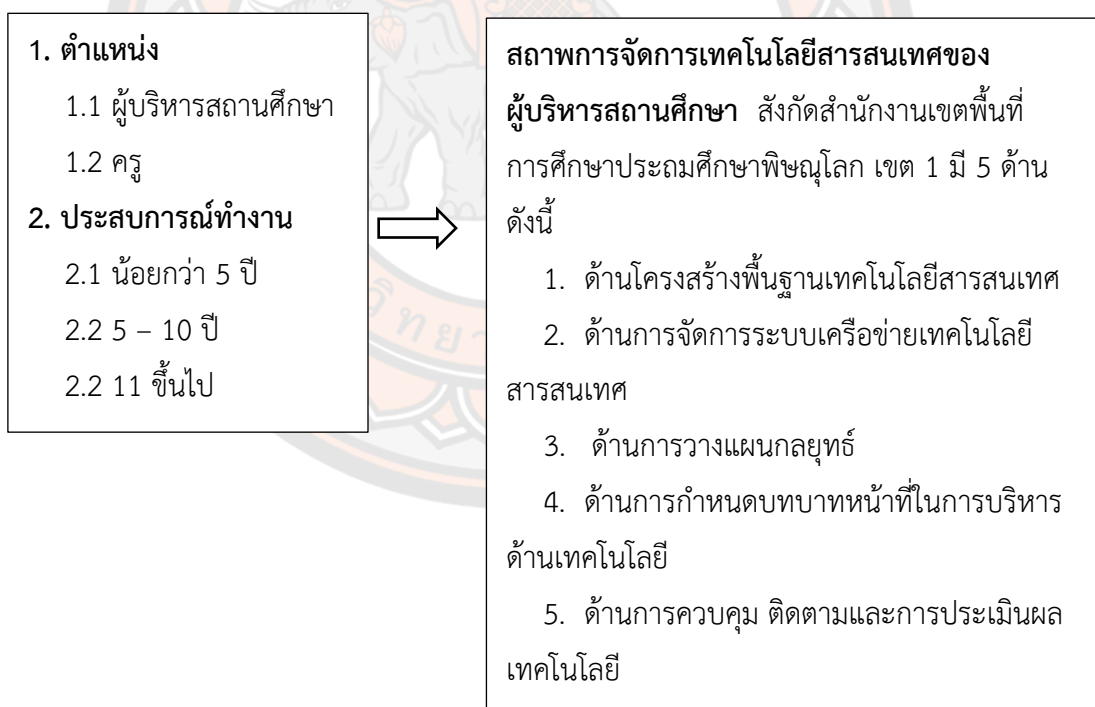 1. ตำแหน่ง
1.1 ผู้บริหารสถานศึกษา
1.2 ครู
2. ประสบการณ์ทำงาน
2.1 น้อยกว่า 5 ปี
2.2 5 – 10 ปี
2.2 11 ขึ้นไป
สถาพการจัดการเทคโนโลยีสารสนเทศของ
ผู้บริหารสถานศึกษา สังกัดสำนักงานเขตพื้นที่
การศึกษาประถมศึกษาพิษณุโลก เขต 1 มี 5 ด้าน
ดังนี้
1. ด้านโครงสร้างพื้นฐานเทคโนโลยีสารสนเทศ
2. ด้านการจัดการระบบเครือข่ายเทคโนโลยี
สารสนเทศ
3. ด้านการวางแผนกลยุทธ์
4. ด้านการกำหนดบทบาทหน้าที่ในการบริหาร
ด้านเทคโนโลยี
5. ด้านการควบคุม ติดตามและการประเมินผล
เทคโนโลยี